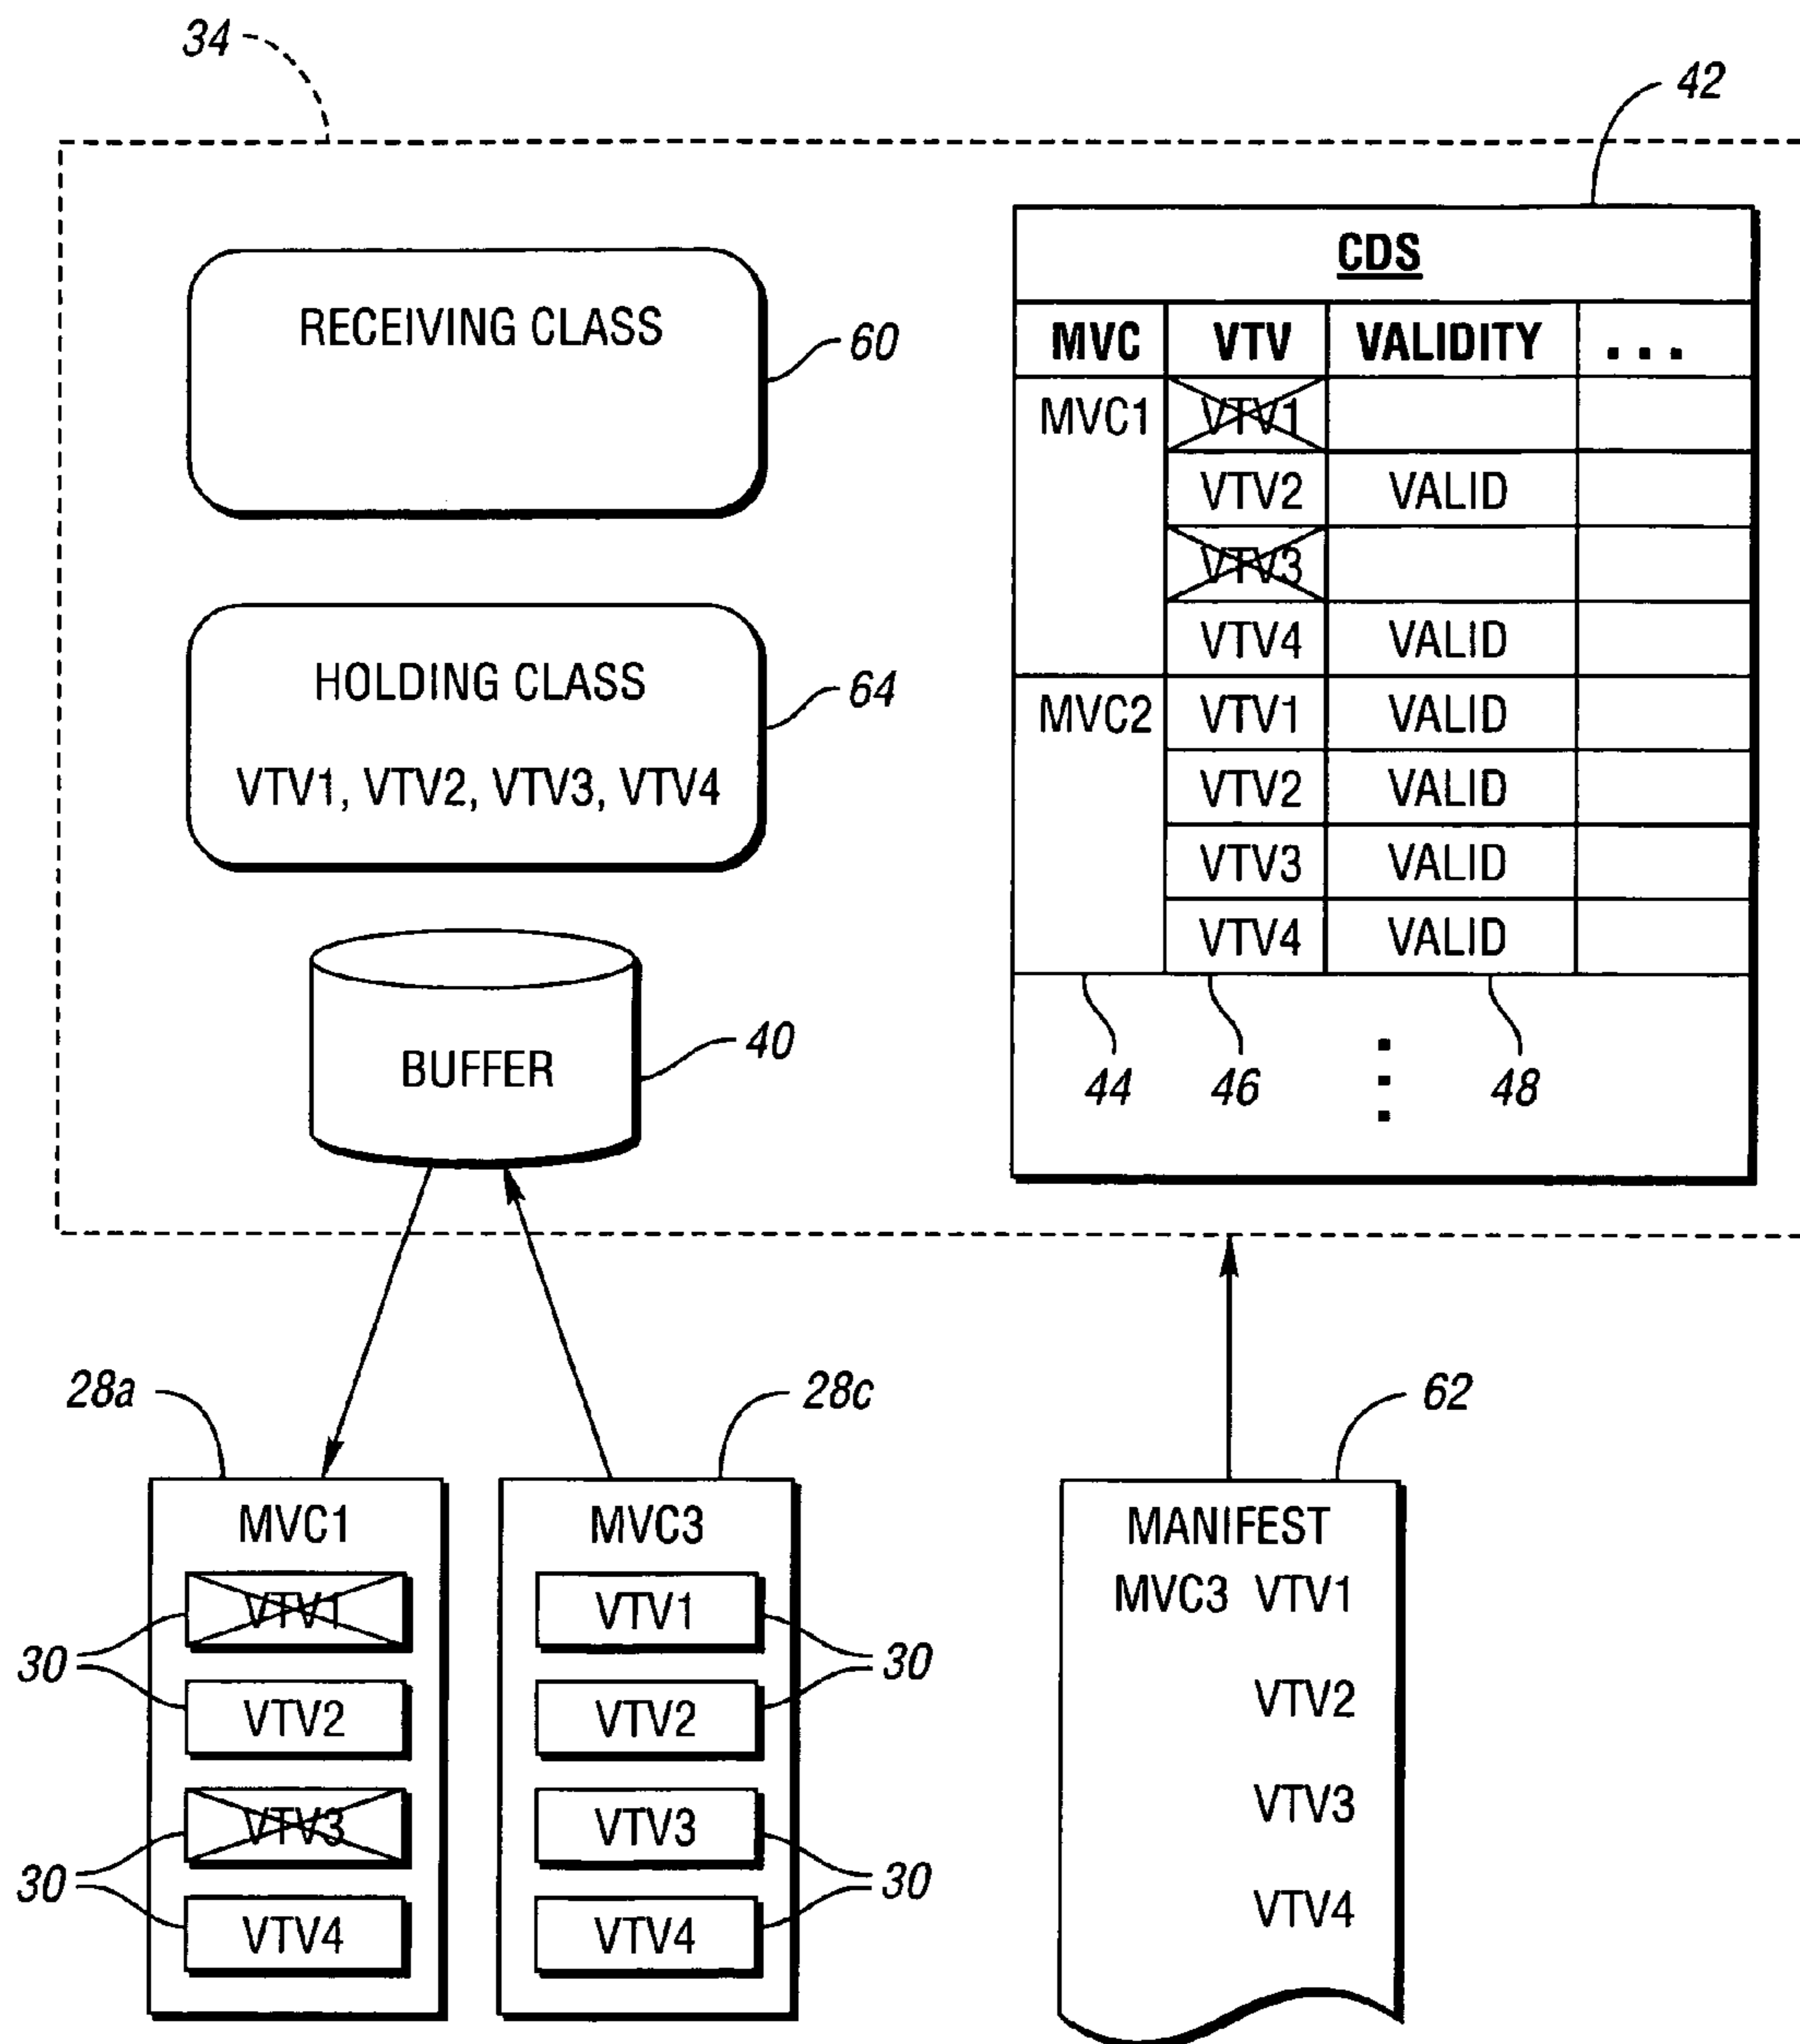 34
42
RECEIVING CLASS
60
HOLDING CLASS
VTV1, VTV2, VTV3, VTV4
64
BUFFER
40
CDS
MVC VTV VALIDITY ...
MVC1 VTV1
VTV2 VALID
VTV3
VTV4 VALID
MVC2 VTV1 VALID
VTV2 VALID
VTV3 VALID
VTV4 VALID
44 46 48
28a
MVC1
VTV1
30
VTV2
VTV3
30
VTV4
28c
MVC3
VTV1
30
VTV2
VTV3
30
VTV4
62
MANIFEST
MVC3 VTV1
VTV2
VTV3
VTV4